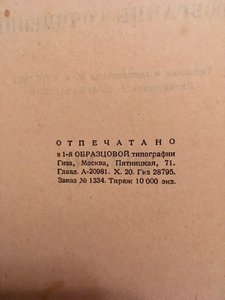 ОТПЕЧАТАНО
в 1-й ОБРАЗЦОВОЙ типографии
Гиза, Москва, Пятницкая, 71.
Главл. А-20981. Х. 20. Гиз 28795.
Заказ № 1334. Тираж 10 000 экз.